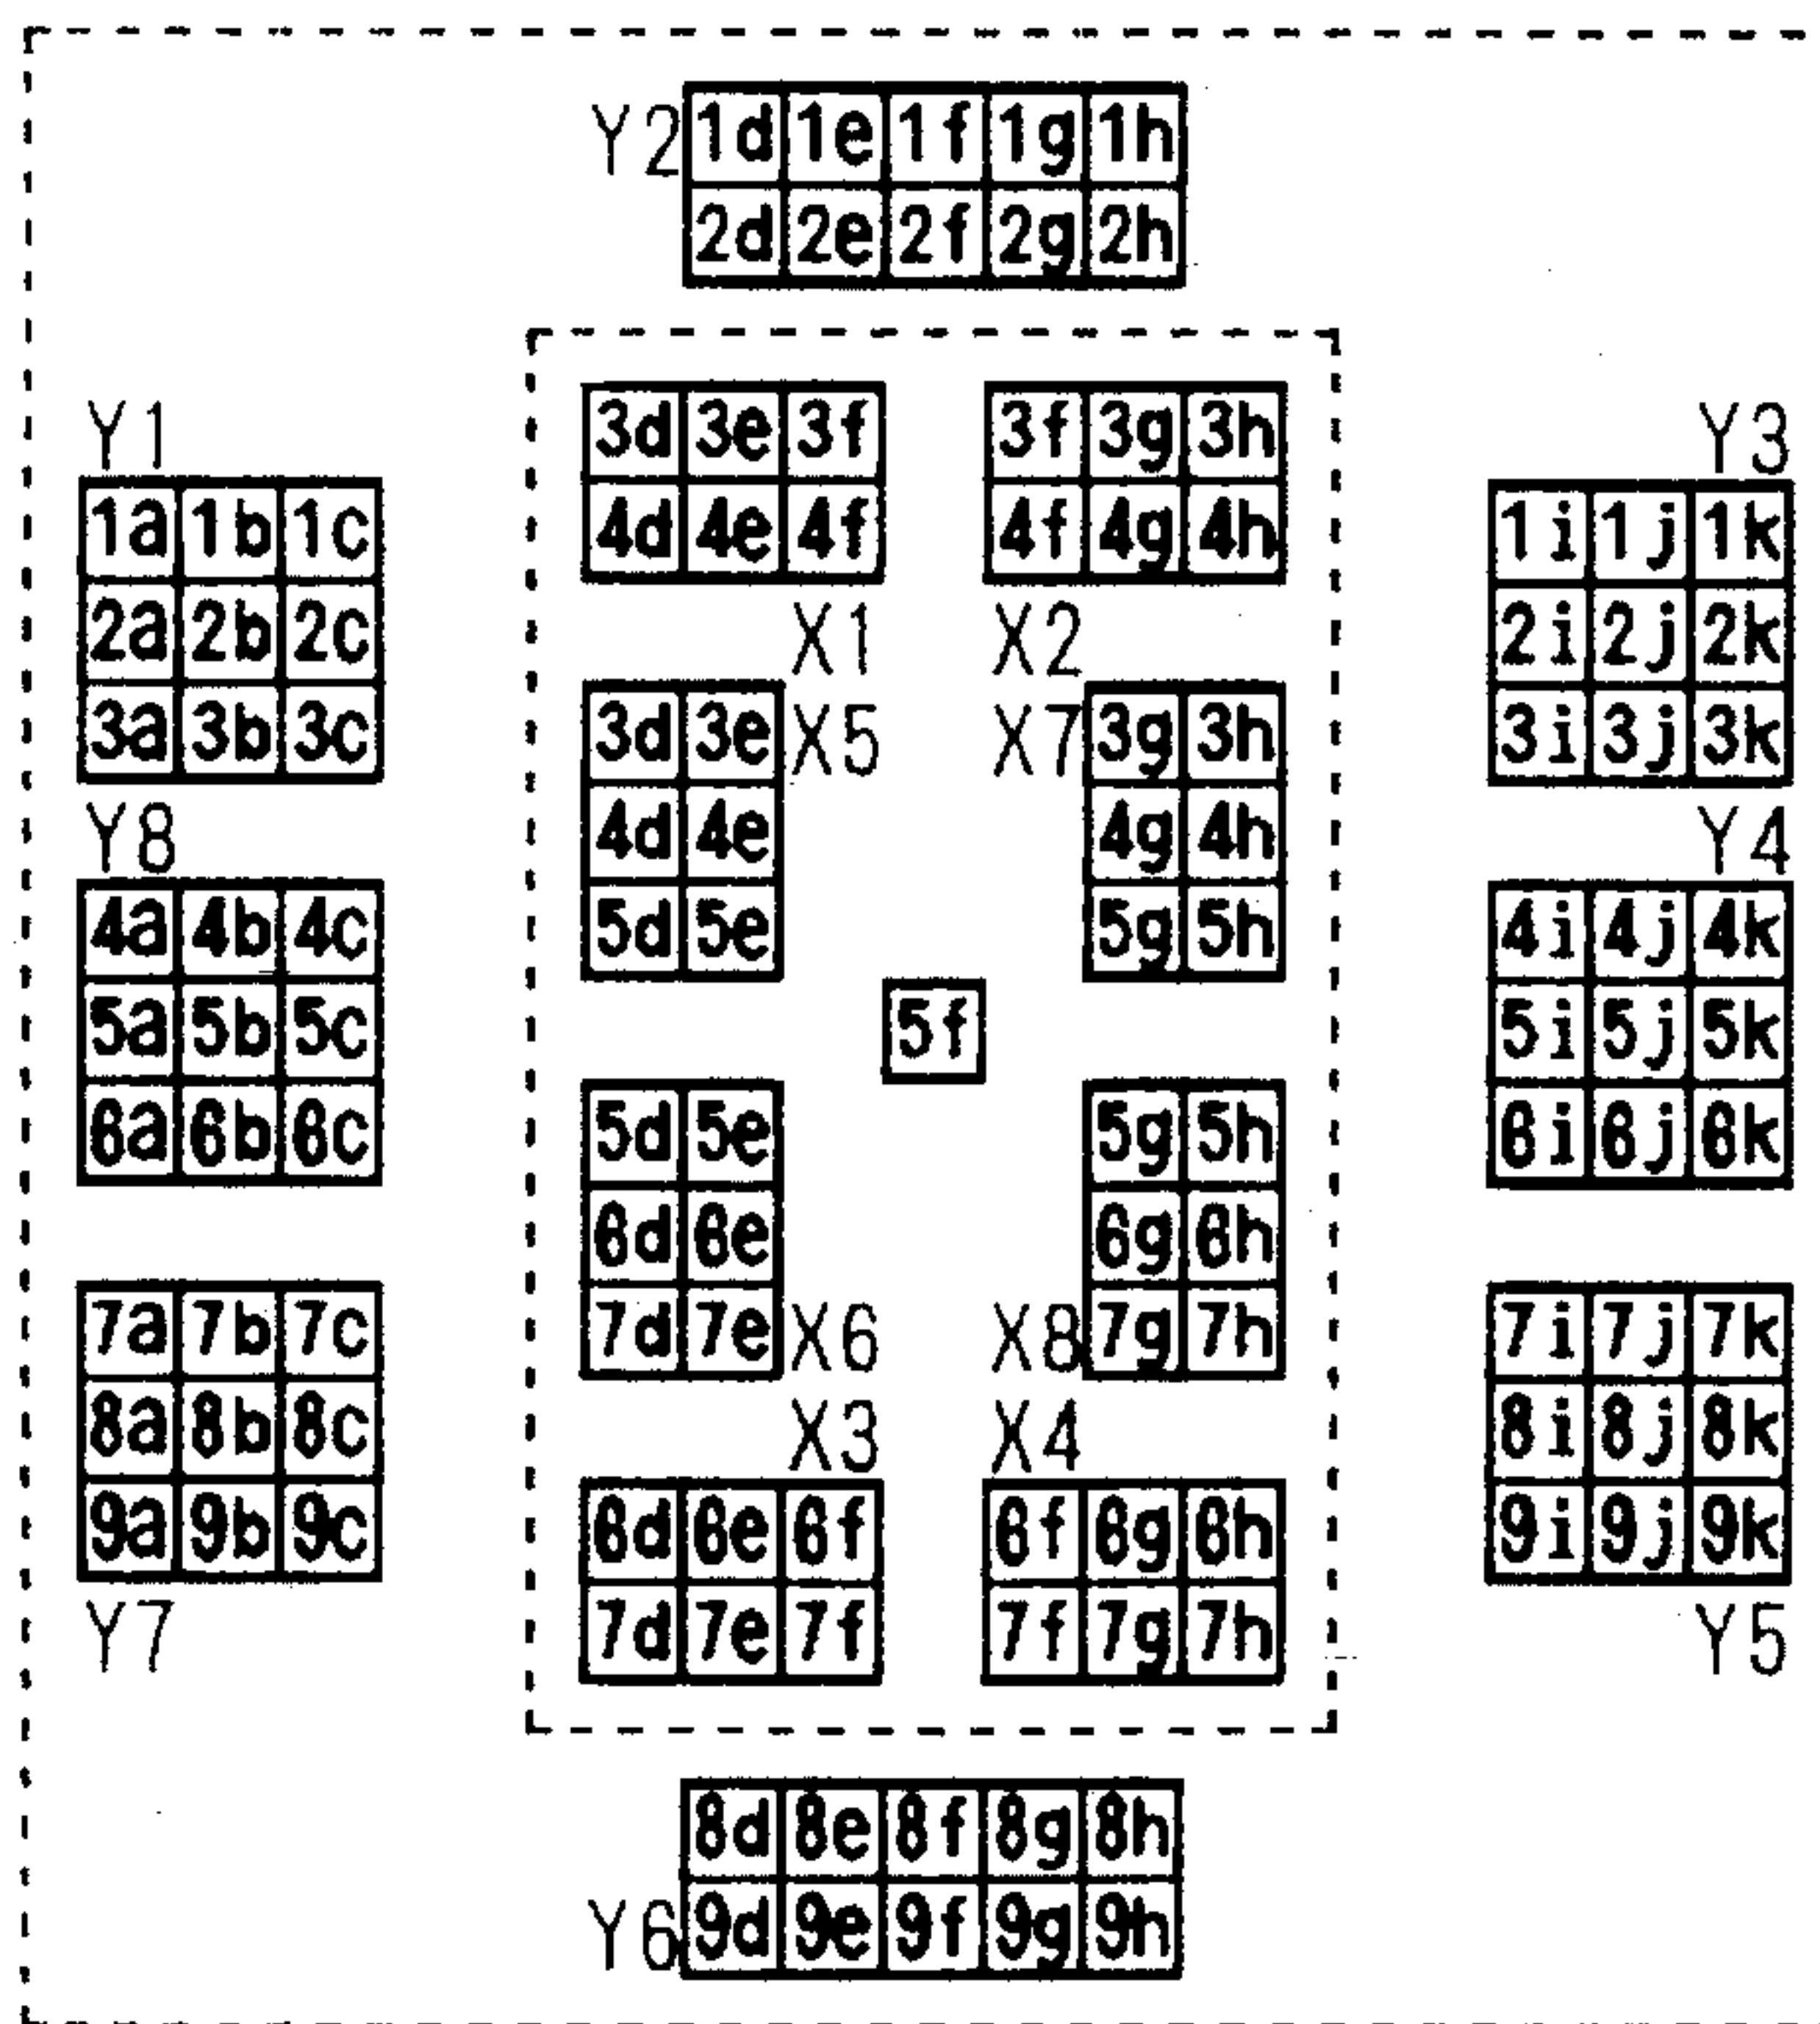 Y2 1d 1e 1f 1g 1h
2d 2e 2f 2g 2h
Y1
1a 1b 1c
2a 2b 2c
3a 3b 3c
Y8
4a 4b 4c
5a 5b 5c
6a 6b 6c
7a 7b 7c
8a 8b 8c
9a 9b 9c
Y7
3d 3e 3f
4d 4e 4f
X1
3f 3g 3h
4f 4g 4h
X2
3d 3e X5
4d 4e
5d 5e
X7 3g 3h
4g 4h
5g 5h
5f
5d 5e
6d 6e
7d 7e X6
5g 5h
6g 6h
X8 7g 7h
X3
6d 6e 6f
7d 7e 7f
X4
6f 6g 6h
7f 7g 7h
Y3
1i 1j 1k
2i 2j 2k
3i 3j 3k
Y4
4i 4j 4k
5i 5j 5k
6i 6j 6k
7i 7j 7k
8i 8j 8k
9i 9j 9k
Y5
8d 8e 8f 8g 8h
Y6 9d 9e 9f 9g 9h